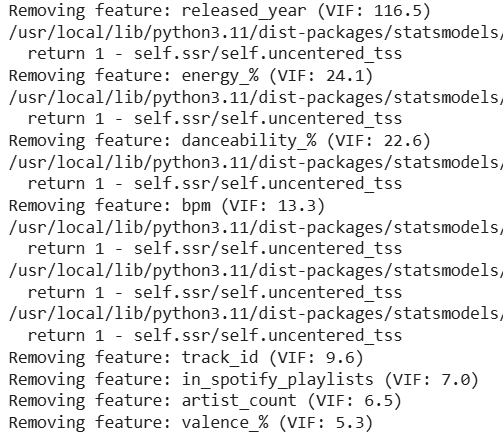 Removing feature: released_year (VIF: 116.5)
/usr/local/lib/python3.11/dist-packages/statsmodels/
  return 1 - self.ssr/self.uncentered_tss
Removing feature: energy_% (VIF: 24.1)
/usr/local/lib/python3.11/dist-packages/statsmodels/
  return 1 - self.ssr/self.uncentered_tss
Removing feature: danceability_% (VIF: 22.6)
/usr/local/lib/python3.11/dist-packages/statsmodels/
  return 1 - self.ssr/self.uncentered_tss
Removing feature: bpm (VIF: 13.3)
/usr/local/lib/python3.11/dist-packages/statsmodels/
  return 1 - self.ssr/self.uncentered_tss
/usr/local/lib/python3.11/dist-packages/statsmodels/
  return 1 - self.ssr/self.uncentered_tss
/usr/local/lib/python3.11/dist-packages/statsmodels/
  return 1 - self.ssr/self.uncentered_tss
Removing feature: track_id (VIF: 9.6)
Removing feature: in_spotify_playlists (VIF: 7.0)
Removing feature: artist_count (VIF: 6.5)
Removing feature: valence_% (VIF: 5.3)